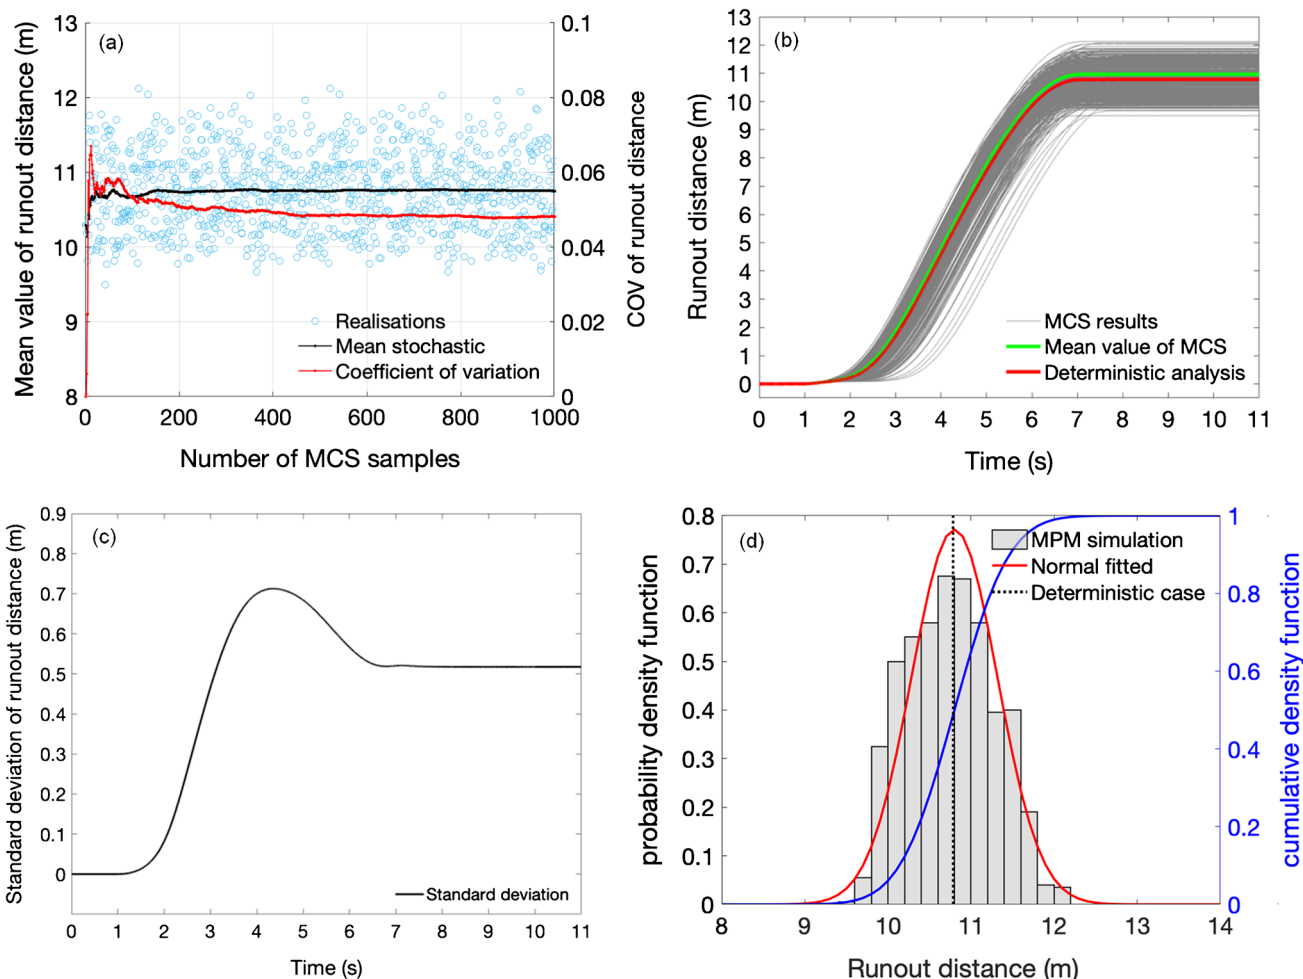 (a)
Mean value of runout distance (m)
13
12
11
10
9
8
0.1
0.08
0.06
0.04
0.02
0
COV of runout distance
Realisations
Mean stochastic
Coefficient of variation
0 200 400 600 800 1000
Number of MCS samples
(b)
Runout distance (m)
13
12
11
10
9
8
7
6
5
4
3
2
1
0
MCS results
Mean value of MCS
Deterministic analysis
0 1 2 3 4 5 6 7 8 9 10 11
Time (s)
(c)
Standard deviation of runout distance (m)
0.9
0.8
0.7
0.6
0.5
0.4
0.3
0.2
0.1
0
Standard deviation
0 1 2 3 4 5 6 7 8 9 10 11
Time (s)
(d)
probability density function
0.8
0.7
0.6
0.5
0.4
0.3
0.2
0.1
0
MPM simulation
Normal fitted
Deterministic case
1
0.8
0.6
0.4
0.2
0
cumulative density function
8 9 10 11 12 13 14
Runout distance (m)